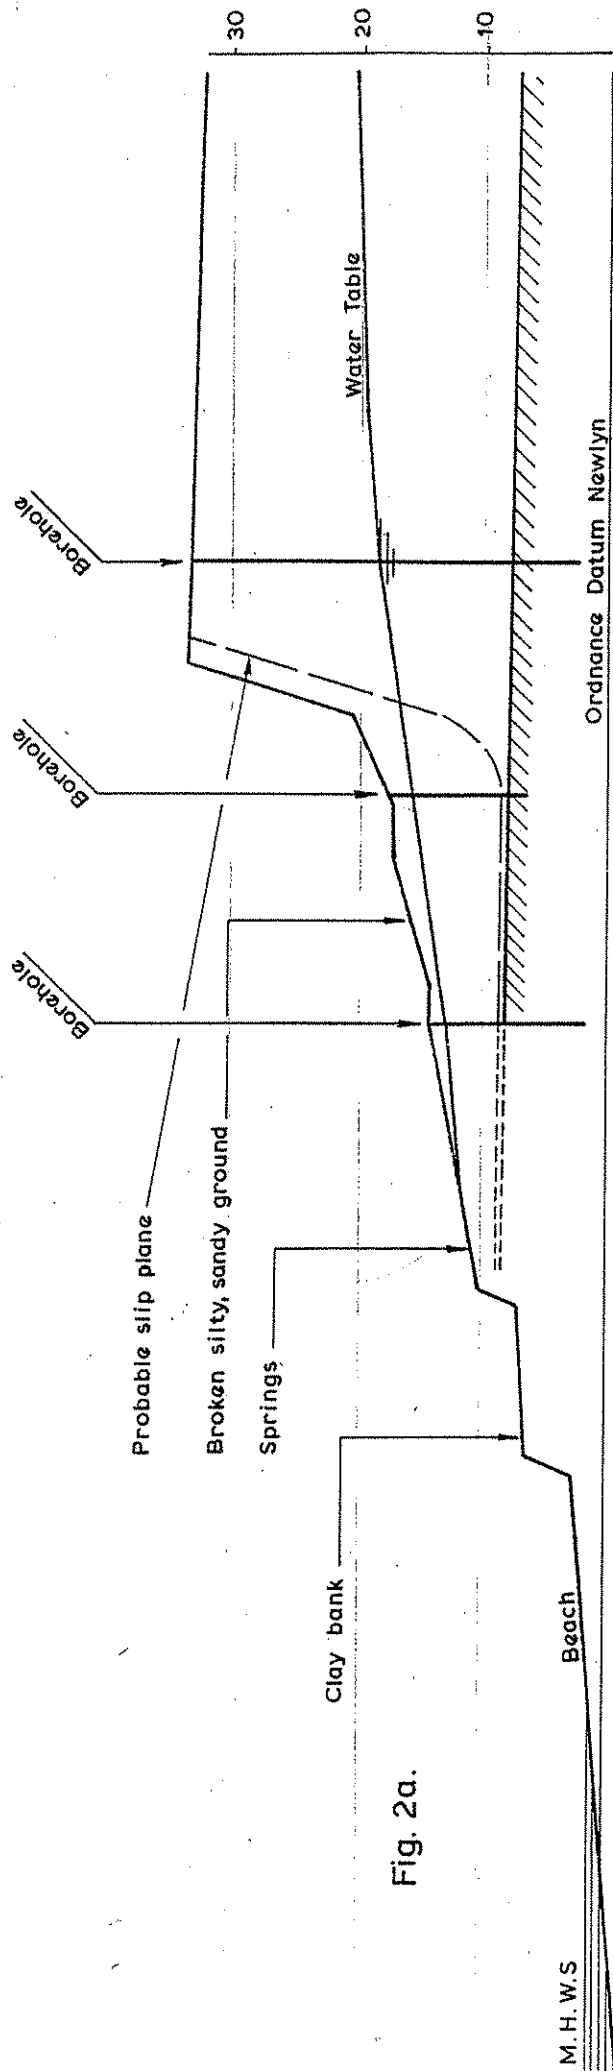 Borehole
Borehole
Borehole
Probable slip plane
Broken silty, sandy ground
Springs
Clay bank
Beach
M.H.W.S
Water Table
Ordnance Datum Newlyn
30
20
10
Fig. 2a.